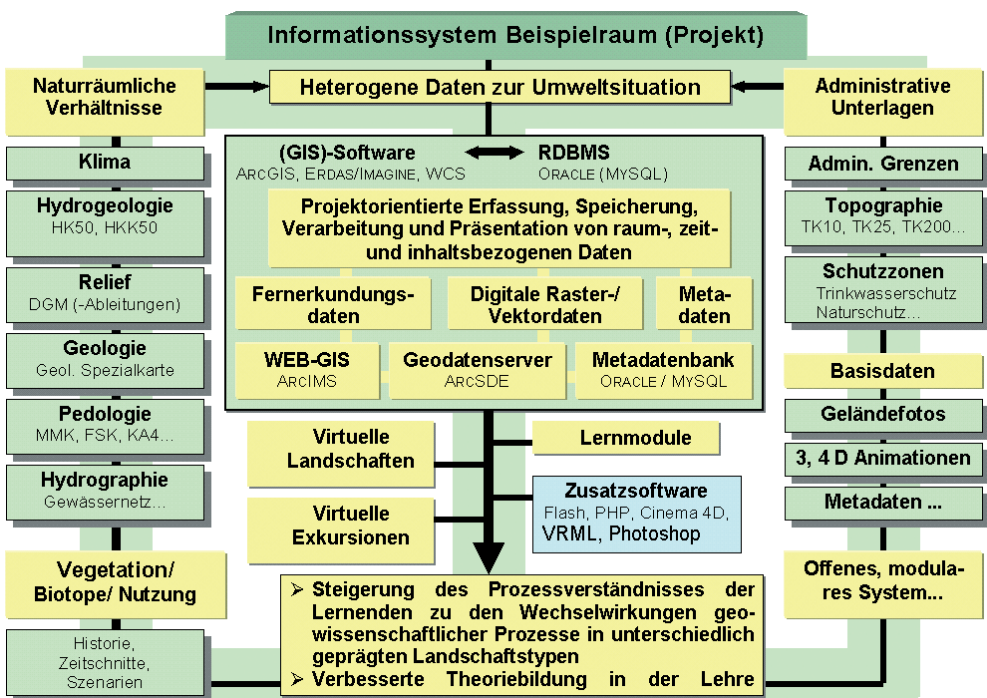 Informationssystem Beispielraum (Projekt)
Naturräumliche
Verhältnisse
Heterogene Daten zur Umweltsituation
Administrative
Unterlagen
Klima
Hydrogeologie
HK50, HKK50
Relief
DGM (-Ableitungen)
Geologie
Geol. Spezialkarte
Pedologie
MMK, FSK, KA4...
Hydrographie
Gewässernetz...
Vegetation/
Biotope/ Nutzung
Historie,
Zeitschnitte,
Szenarien
(GIS)-Software
ARCGIS, ERDAS/IMAGINE, WCS
RDBMS
ORACLE (MYSQL)
Projektorientierte Erfassung, Speicherung,
Verarbeitung und Präsentation von raum-, zeit-
und inhaltsbezogenen Daten
Fernerkundungs-
daten
Digitale Raster-/
Vektordaten
Meta-
daten
WEB-GIS
ARCIMS
Geodatenserver
ARCSDE
Metadatenbank
ORACLE / MYSQL
Virtuelle
Landschaften
Lernmodule
Virtuelle
Exkursionen
Zusatzsoftware
Flash, PHP, Cinema 4D,
VRML, Photoshop
➢ Steigerung des Prozessverständnisses der
Lernenden zu den Wechselwirkungen geo-
wissenschaftlicher Prozesse in unterschiedlich
geprägten Landschaftstypen
➢ Verbesserte Theoriebildung in der Lehre
Admin. Grenzen
Topographie
TK10, TK25, TK200...
Schutzzonen
Trinkwasserschutz
Naturschutz...
Basisdaten
Geländefotos
3, 4 D Animationen
Metadaten ...
Offenes, modula-
res System...